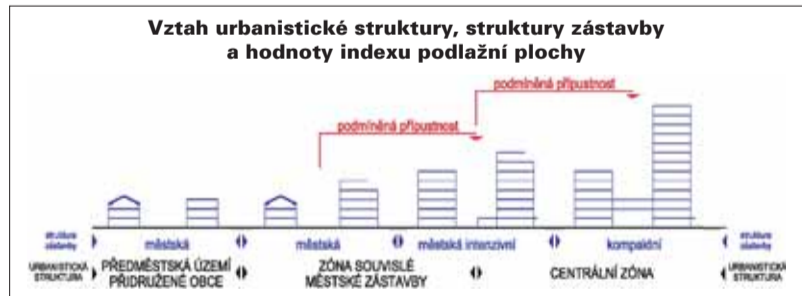 Vztah urbanistické struktury, struktury zástavby
a hodnoty indexu podlažní plochy
podmíněná přípustnost
podmíněná přípustnost
struktura
zástavby
městská
městská
městská intenzivní
kompaktní
struktura
zástavby
URBANISTICKÁ
STRUKTURA
PŘEDMĚSTSKÁ ÚZEMÍ
PŘIDRUŽENÉ OBCE
ZÓNA SOUVISLÉ
MĚSTSKÉ ZÁSTAVBY
CENTRÁLNÍ ZÓNA
URBANISTICKÁ
STRUKTURA